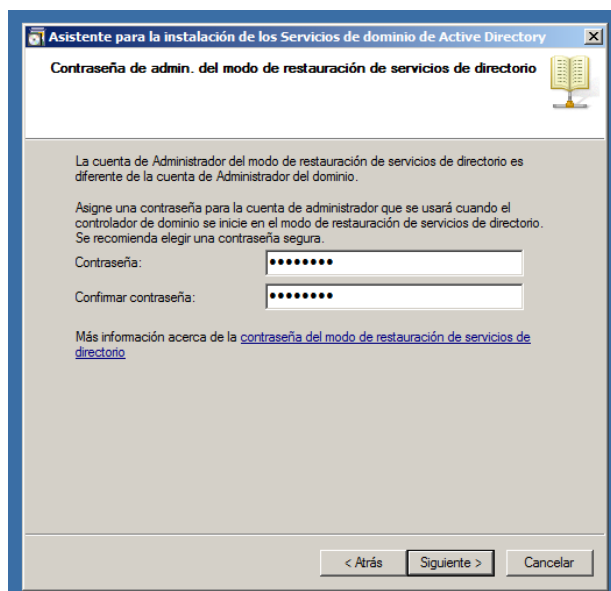 Asistente para la instalación de los Servicios de dominio de Active Directory
Contraseña de admin. del modo de restauración de servicios de directorio
La cuenta de Administrador del modo de restauración de servicios de directorio es
diferente de la cuenta de Administrador del dominio.
Asigne una contraseña para la cuenta de administrador que se usará cuando el
controlador de dominio se inicie en el modo de restauración de servicios de directorio.
Se recomienda elegir una contraseña segura.
Contraseña: ••••••••
Confirmar contraseña: ••••••••
Más información acerca de la contraseña del modo de restauración de servicios de
directorio
< Atrás Siguiente > Cancelar